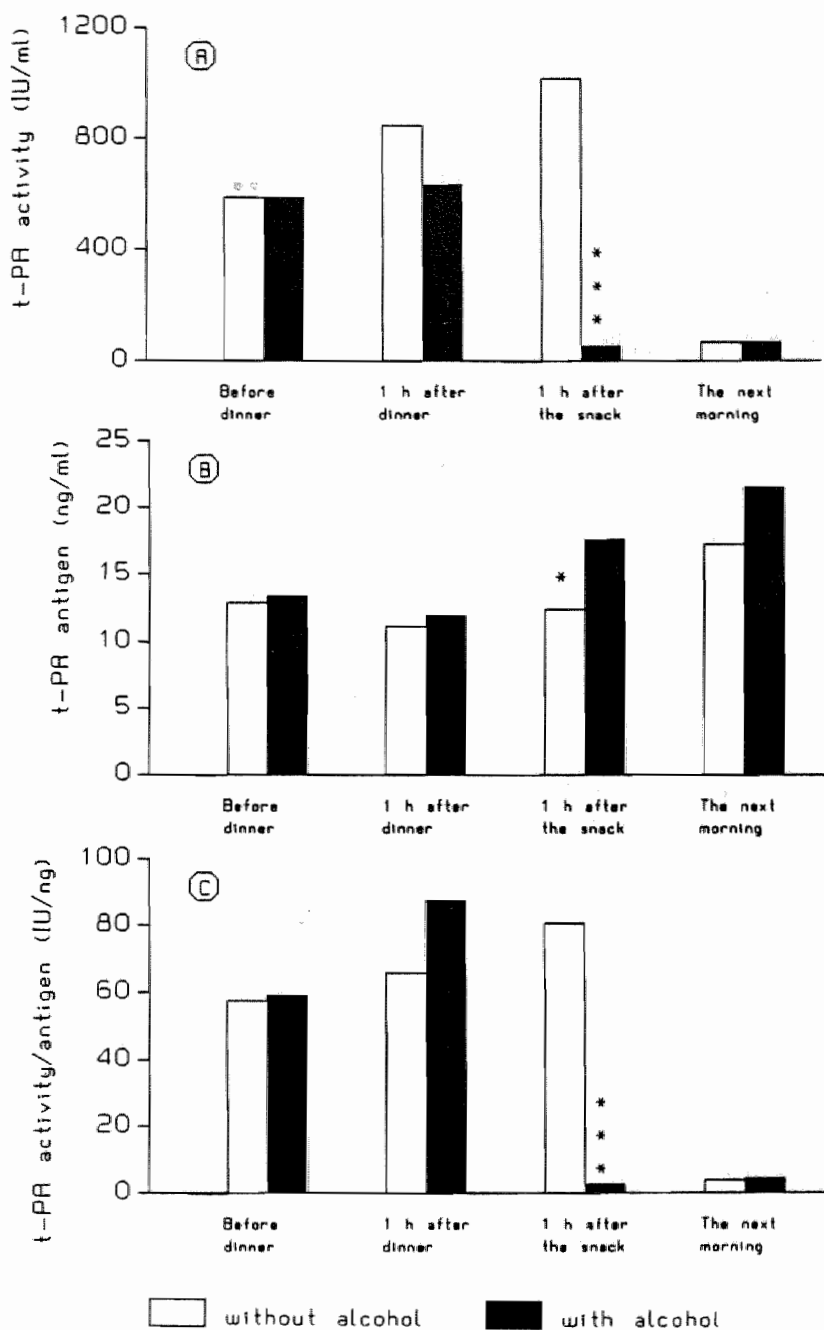 A
t-PA activity (IU/ml)
1200
800
400
0
***
Before dinner
1 h after dinner
1 h after the snack
The next morning
B
t-PA antigen (ng/ml)
25
20
15
10
5
0
*
Before dinner
1 h after dinner
1 h after the snack
The next morning
C
t-PA activity/antigen (IU/ng)
100
80
60
40
20
0
***
Before dinner
1 h after dinner
1 h after the snack
The next morning
without alcohol
with alcohol